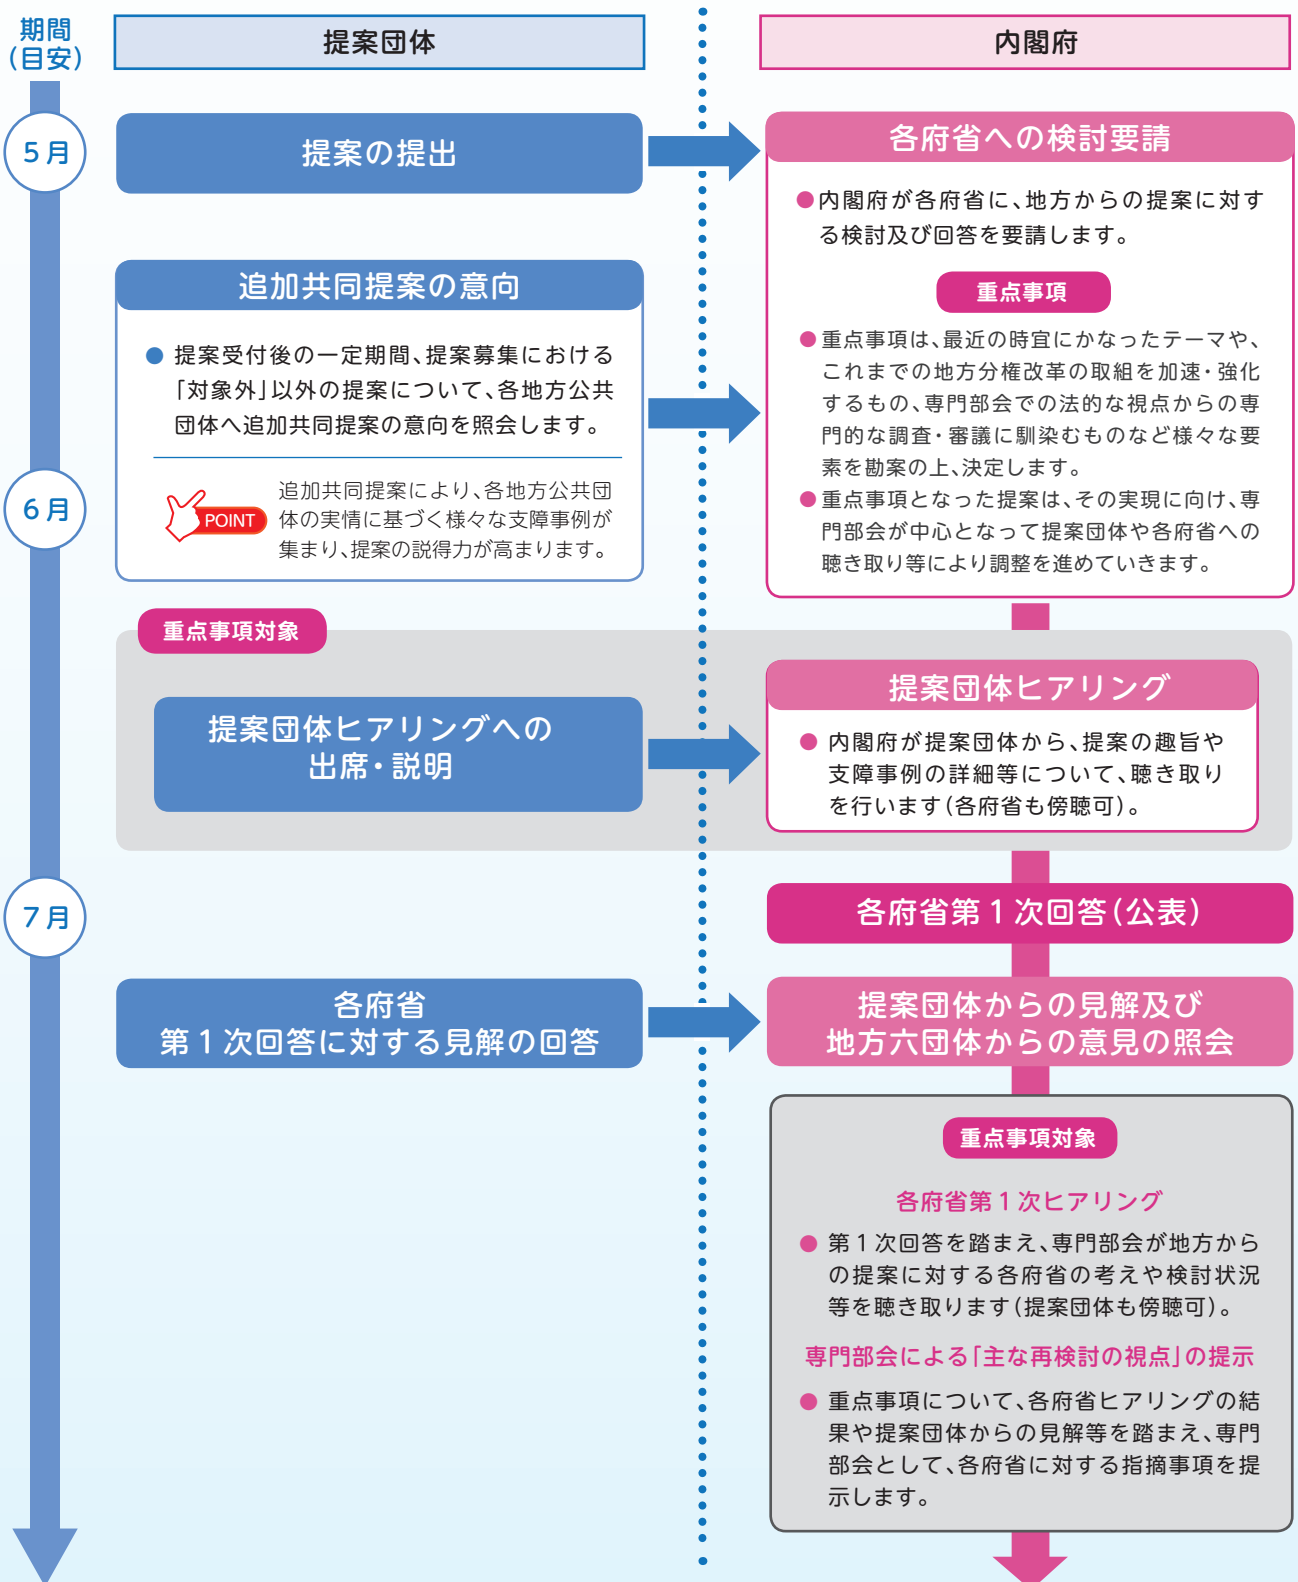 期間
（目安）
提案団体
内閣府
5月
提案の提出
各府省への検討要請
●内閣府が各府省に、地方からの提案に対す
る検討及び回答を要請します。
重点事項
●重点事項は、最近の時宜にかなったテーマや、
これまでの地方分権改革の取組を加速・強化
するもの、専門部会での法的な視点からの専
門的な調査・審議に馴染むものなど様々な要
素を勘案の上、決定します。
●重点事項となった提案は、その実現に向け、専
門部会が中心となって提案団体や各府省への
聴き取り等により調整を進めていきます。
追加共同提案の意向
● 提案受付後の一定期間、提案募集における
「対象外」以外の提案について、各地方公共
団体へ追加共同提案の意向を照会します。
6月
POINT
追加共同提案により、各地方公共団
体の実情に基づく様々な支障事例が
集まり、提案の説得力が高まります。
重点事項対象
提案団体ヒアリングへの
出席・説明
提案団体ヒアリング
● 内閣府が提案団体から、提案の趣旨や
支障事例の詳細等について、聴き取り
を行います（各府省も傍聴可）。
7月
各府省第1次回答（公表）
各府省
第1次回答に対する見解の回答
提案団体からの見解及び
地方六団体からの意見の照会
重点事項対象
各府省第1次ヒアリング
● 第1次回答を踏まえ、専門部会が地方から
の提案に対する各府省の考えや検討状況
等を聴き取ります（提案団体も傍聴可）。
専門部会による「主な再検討の視点」の提示
● 重点事項について、各府省ヒアリングの結
果や提案団体からの見解等を踏まえ、専門
部会として、各府省に対する指摘事項を提
示します。